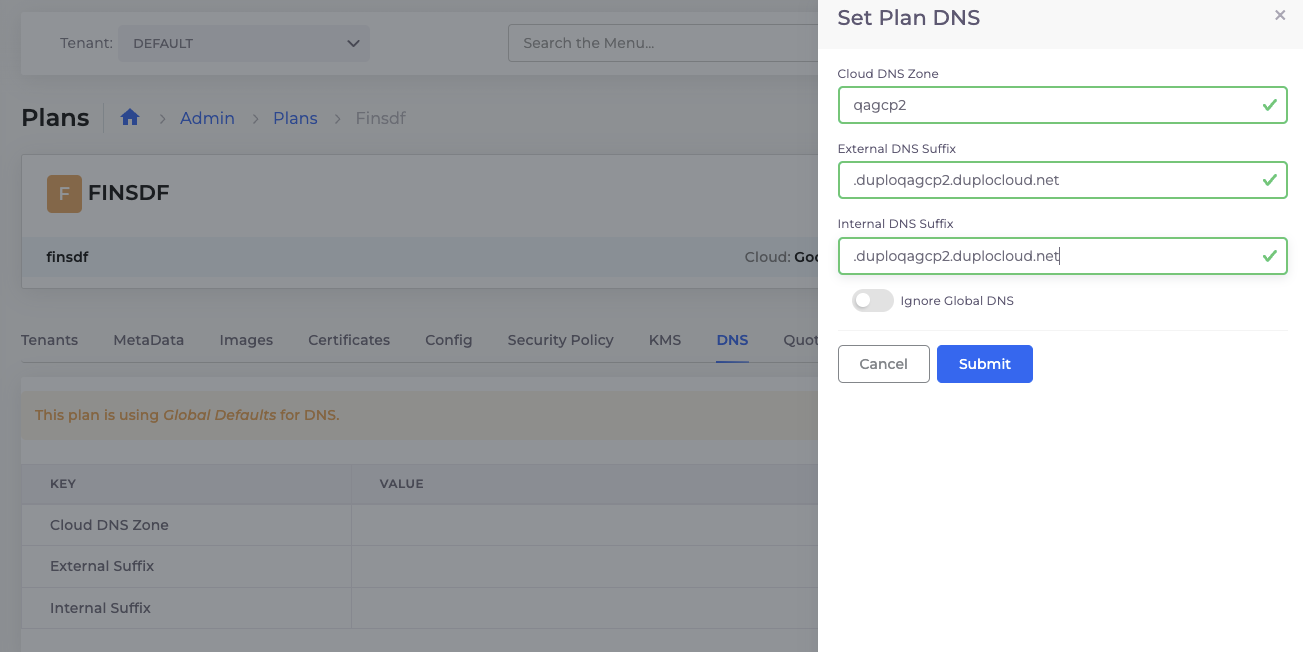 Tenant: DEFAULT
Search the Menu...
Plans
Admin
Plans
Finsdf
F FINSDF
finsdf
Cloud: Goo
Tenants MetaData Images Certificates Config Security Policy KMS DNS Quot
This plan is using Global Defaults for DNS.
KEY VALUE
Cloud DNS Zone
External Suffix
Internal Suffix
Set Plan DNS ×
Cloud DNS Zone
qagcp2
External DNS Suffix
.duploqagcp2.duplocloud.net
Internal DNS Suffix
.duploqagcp2.duplocloud.net
Ignore Global DNS
Cancel Submit